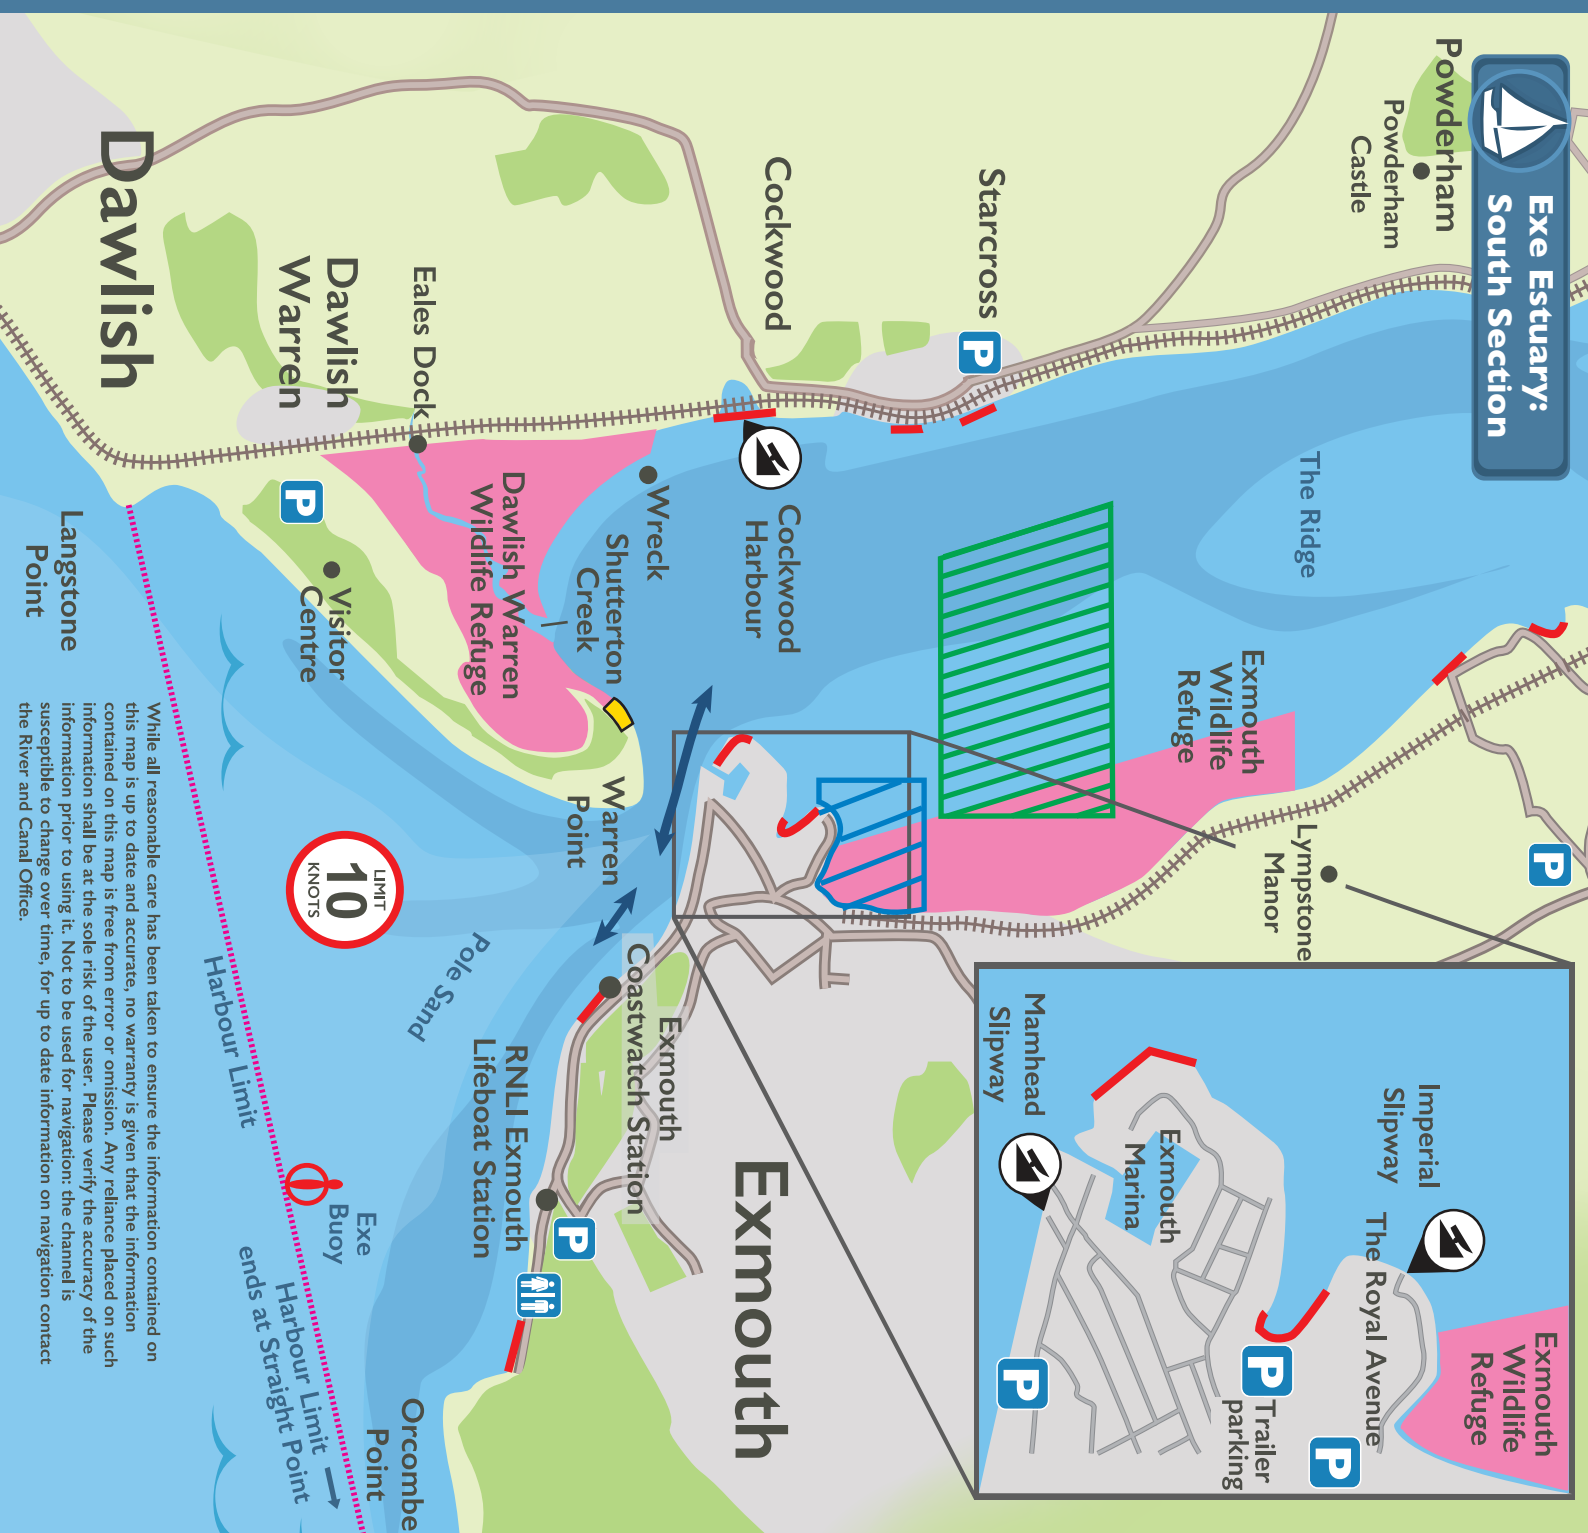 Exe Estuary:
South Section
Powderham
Powderham
Castle
Starcross
Cockwood
The Ridge
P
Exmouth
Wildlife
Refuge
Lympstone
Manor
P
Cockwood
Harbour
Wreck
Shutterton
Creek
Dawlish Warren
Wildlife Refuge
Eales Dock
Dawlish
Warren
Dawlish
P
Visitor
Centre
Langstone
Point
Warren
Point
LIMIT
10
KNOTS
Pole Sand
Harbour Limit
Exmouth
Coastwatch Station
RNLI Exmouth
Lifeboat Station
P
Exmouth
Exe
Buoy
Harbour Limit
ends at Straight Point
Orcombe
Point
Imperial
Slipway
Mamhead
Slipway
Exmouth
Marina
The Royal Avenue
Exmouth
Wildlife
Refuge
P
Trailer
parking
P
P
While all reasonable care has been taken to ensure the information contained on
this map is up to date and accurate, no warranty is given that the information
contained on this map is free from error or omission. Any reliance placed on such
information shall be at the sole risk of the user. Please verify the accuracy of the
information prior to using it. Not to be used for navigation: the channel is
susceptible to change over time, for up to date information on navigation contact
the River and Canal Office.